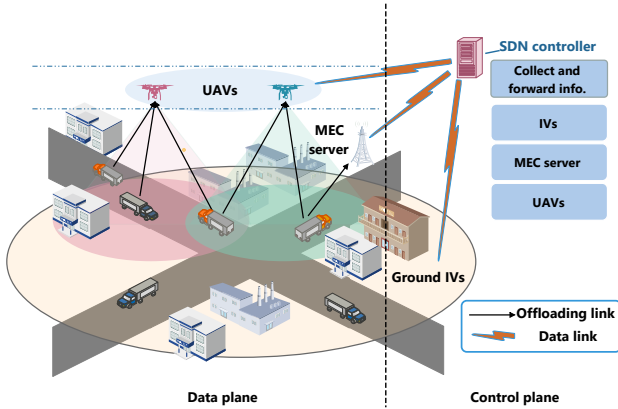 SDN controller
Collect and
forward info.
UAVs
MEC
server
IVs
MEC server
UAVs
Ground IVs
Offloading link
Data link
Data plane
Control plane